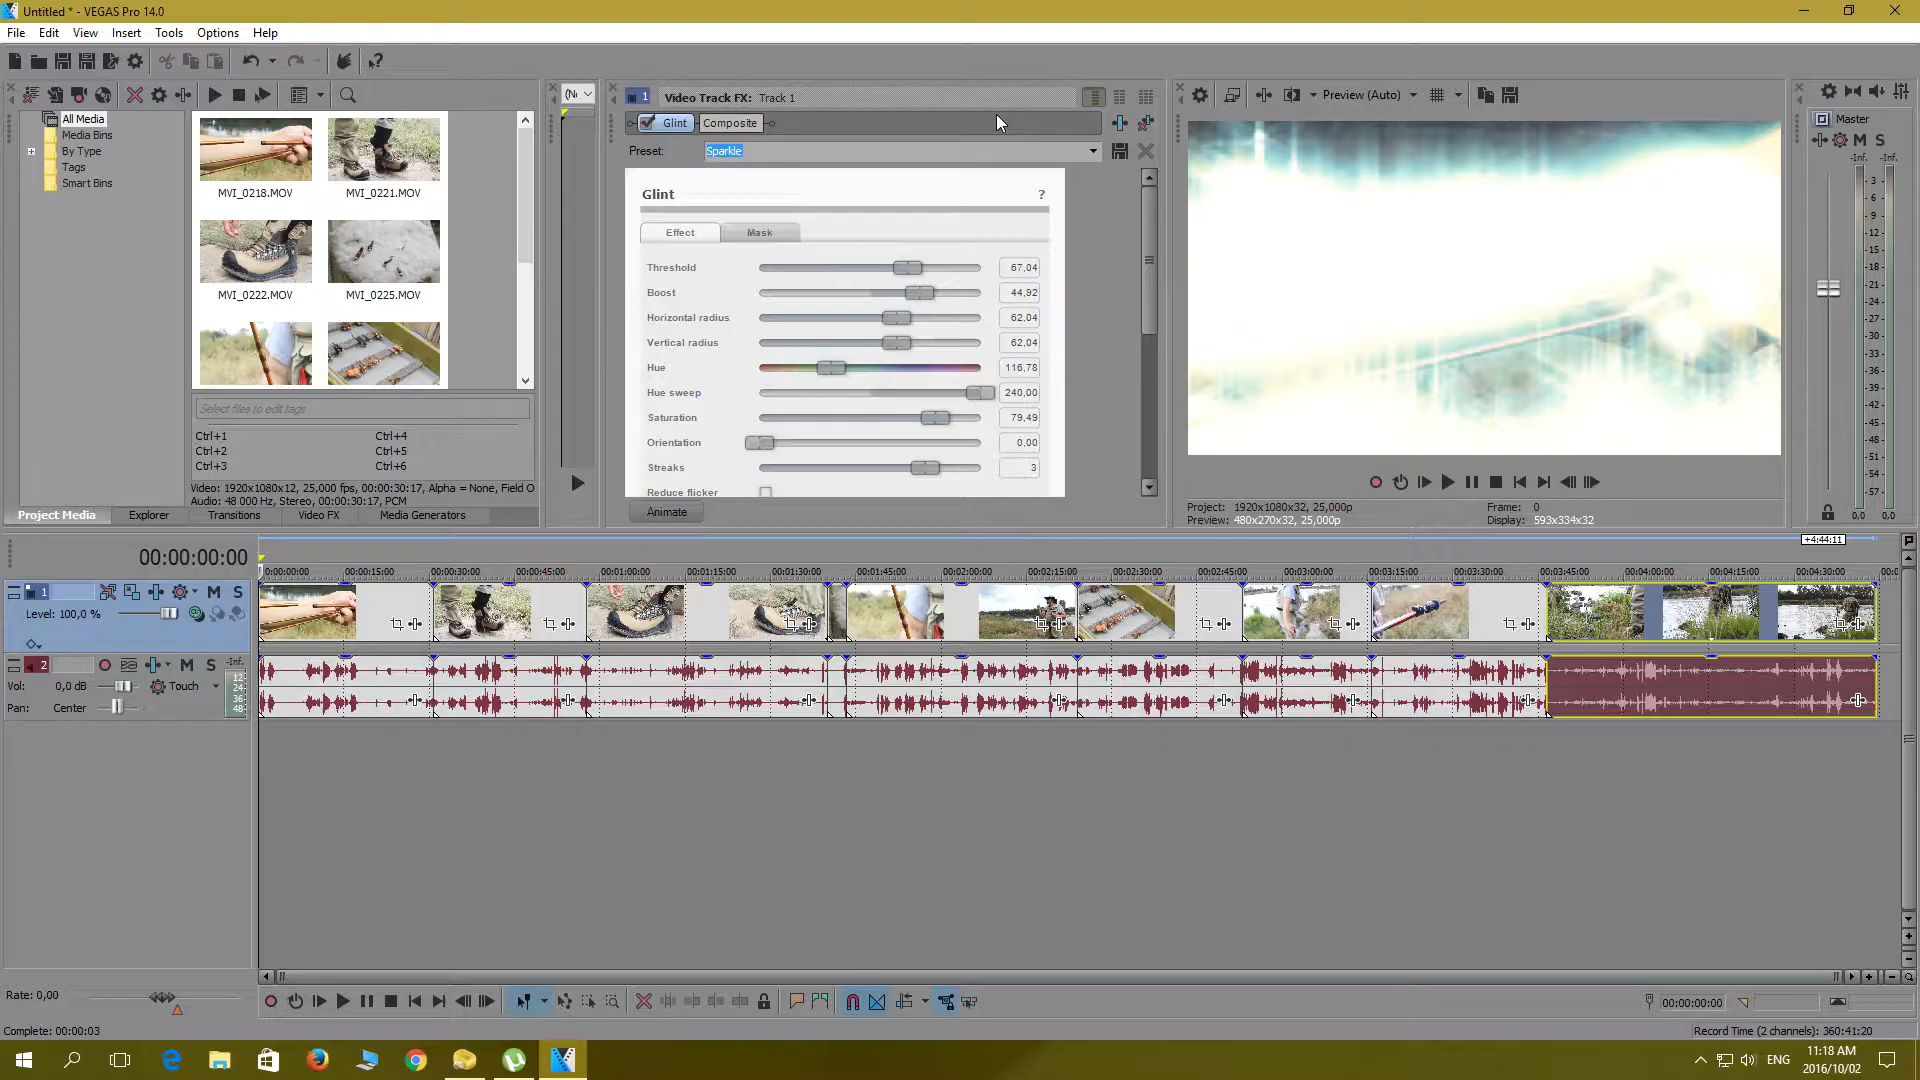 Untitled * - VEGAS Pro 14.0
File Edit View Insert Tools Options Help
All Media
Media Bins
By Type
Tags
Smart Bins
MVI_0218.MOV
MVI_0221.MOV
MVI_0222.MOV
MVI_0225.MOV
Select files to edit tags
Ctrl+1 Ctrl+4
Ctrl+2 Ctrl+5
Ctrl+3 Ctrl+6
Video: 1920x1080x12, 25,000 fps, 00:00:30:17, Alpha = None, Field O
Audio: 48 000 Hz, Stereo, 00:00:30:17, PCM
Project Media Explorer Transitions Video FX Media Generators
1 Video Track FX: Track 1
Glint Composite
Preset: Sparkle
Glint ?
Effect Mask
Threshold 67,04
Boost 44,92
Horizontal radius 62,04
Vertical radius 62,04
Hue 116,78
Hue sweep 240,00
Saturation 79,49
Orientation 0,00
Streaks 3
Reduce flicker
Animate
Preview (Auto)
Project: 1920x1080x32, 25,000p Frame: 0
Preview: 480x270x32, 25,000p Display: 593x334x32
Master
M S
-Inf. -Inf.
- 3 -
- 6 -
- 9 -
- 12 -
- 15 -
- 18 -
- 21 -
- 24 -
- 27 -
- 30 -
- 33 -
- 36 -
- 39 -
- 42 -
- 45 -
- 48 -
- 51 -
- 54 -
- 57 -
0,0 0,0
+4:44:11
00:00:00:00
0:00:00:00 00:00:15:00 00:00:30:00 00:00:45:00 00:01:00:00 00:01:15:00 00:01:30:00 00:01:45:00 00:02:00:00 00:02:15:00 00:02:30:00 00:02:45:00 00:03:00:00 00:03:15:00 00:03:30:00 00:03:45:00 00:04:00:00 00:04:15:00 00:04:30:00 00:0
1 M S
Level: 100,0 %
2 M S -Inf.
12
Vol: 0,0 dB Touch 24
36
Pan: Center 48
Rate: 0,00
00:00:00:00
Complete: 00:00:03
Record Time (2 channels): 360:41:20
ENG
11:18 AM
2016/10/02